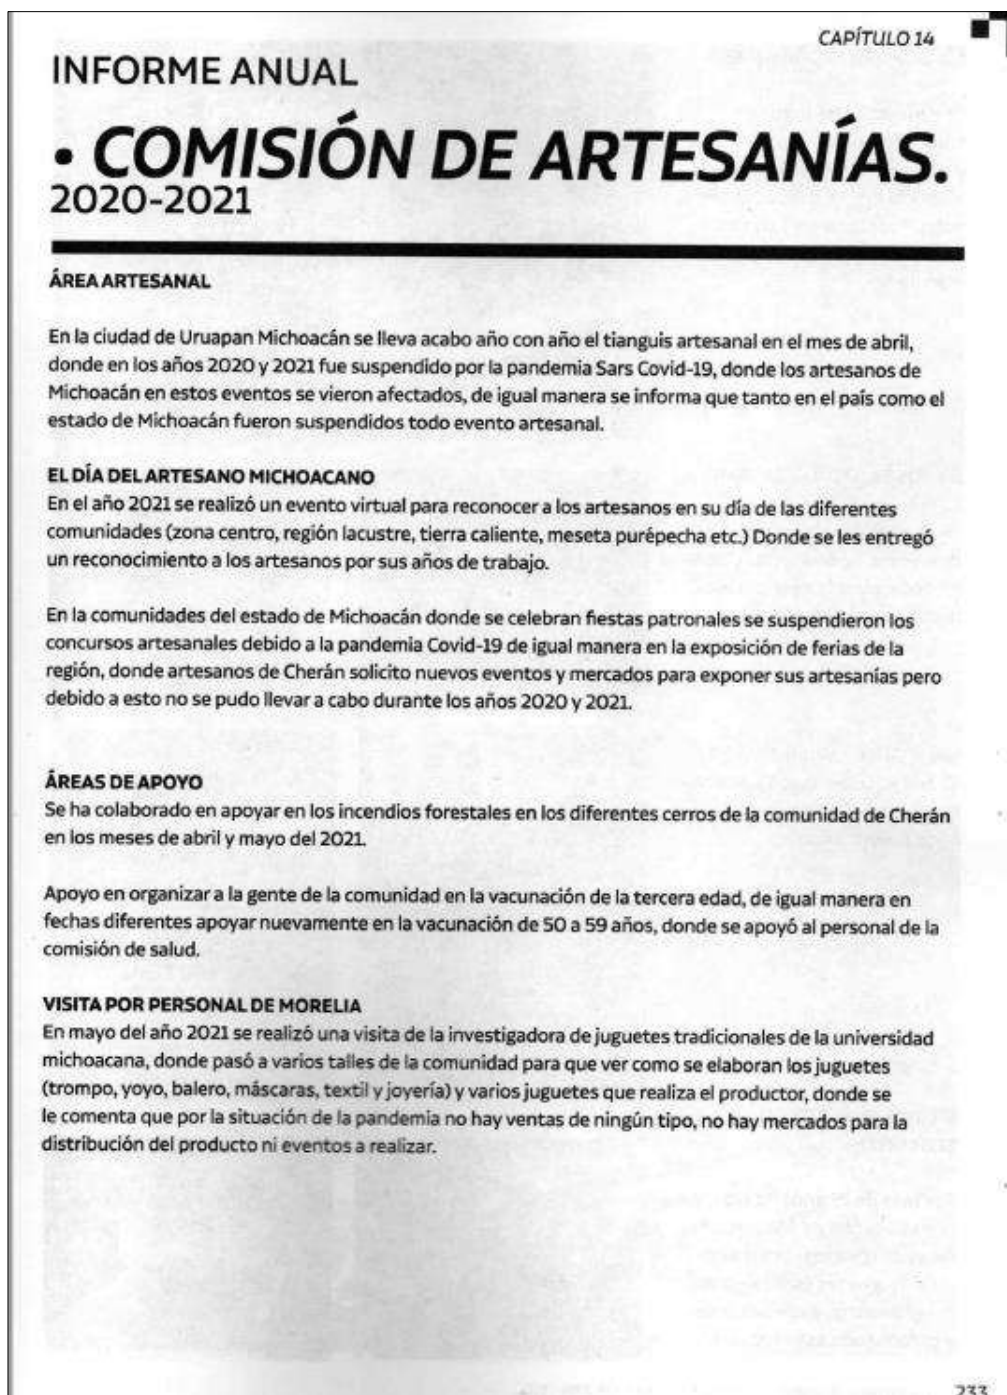 CAPÍTULO 14
INFORME ANUAL
• COMISIÓN DE ARTESANÍAS.
2020-2021
ÁREA ARTESANAL
En la ciudad de Uruapan Michoacán se lleva acabo año con año el tianguis artesanal en el mes de abril,
donde en los años 2020 y 2021 fue suspendido por la pandemia Sars Covid-19, donde los artesanos de
Michoacán en estos eventos se vieron afectados, de igual manera se informa que tanto en el país como el
estado de Michoacán fueron suspendidos todo evento artesanal.
EL DÍA DEL ARTESANO MICHOACANO
En el año 2021 se realizó un evento virtual para reconocer a los artesanos en su día de las diferentes
comunidades (zona centro, región lacustre, tierra caliente, meseta purépecha etc.) Donde se les entregó
un reconocimiento a los artesanos por sus años de trabajo.
En la comunidades del estado de Michoacán donde se celebran fiestas patronales se suspendieron los
concursos artesanales debido a la pandemia Covid-19 de igual manera en la exposición de ferias de la
región, donde artesanos de Cherán solicito nuevos eventos y mercados para exponer sus artesanías pero
debido a esto no se pudo llevar a cabo durante los años 2020 y 2021.
ÁREAS DE APOYO
Se ha colaborado en apoyar en los incendios forestales en los diferentes cerros de la comunidad de Cherán
en los meses de abril y mayo del 2021.
Apoyo en organizar a la gente de la comunidad en la vacunación de la tercera edad, de igual manera en
fechas diferentes apoyar nuevamente en la vacunación de 50 a 59 años, donde se apoyó al personal de la
comisión de salud.
VISITA POR PERSONAL DE MORELIA
En mayo del año 2021 se realizó una visita de la investigadora de juguetes tradicionales de la universidad
michoacana, donde pasó a varios talles de la comunidad para que ver como se elaboran los juguetes
(trompo, yoyo, balero, máscaras, textil y joyería) y varios juguetes que realiza el productor, donde se
le comenta que por la situación de la pandemia no hay ventas de ningún tipo, no hay mercados para la
distribución del producto ni eventos a realizar.
233